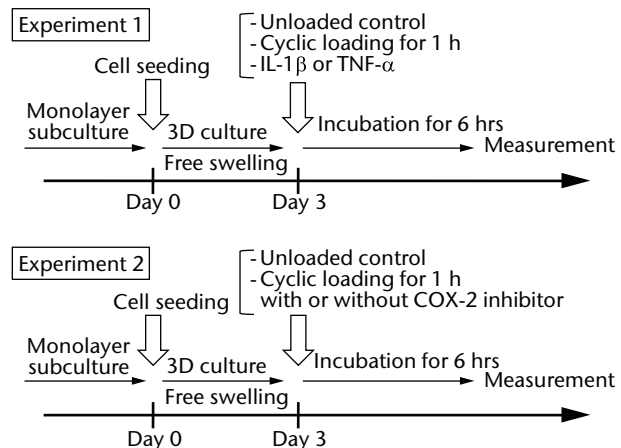 Experiment 1
- Unloaded control
- Cyclic loading for 1 h
- IL-1β or TNF-α
Cell seeding
Monolayer
subculture
3D culture
Free swelling
Incubation for 6 hrs
Measurement
Day 0
Day 3
Experiment 2
- Unloaded control
- Cyclic loading for 1 h
with or without COX-2 inhibitor
Cell seeding
Monolayer
subculture
3D culture
Free swelling
Incubation for 6 hrs
Measurement
Day 0
Day 3